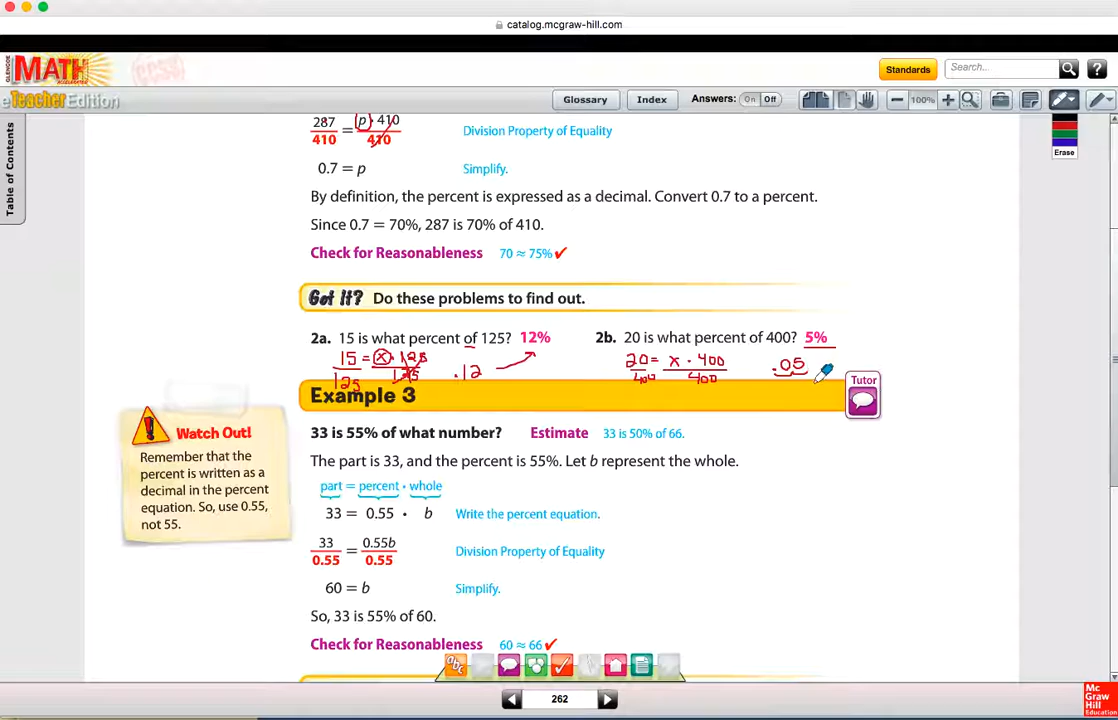 catalog.mcgraw-hill.com
GLENCOE
MATH
ACCELERATED
CCSS
eTeacherEdition
Standards
Search...
?
Glossary
Index
Answers: On Off
100%
Table of Contents
Erase
287 = (p) · 410
410 410
Division Property of Equality
0.7 = p Simplify.
By definition, the percent is expressed as a decimal. Convert 0.7 to a percent.
Since 0.7 = 70%, 287 is 70% of 410.
Check for Reasonableness 70 ≈ 75% ✓
Got It? Do these problems to find out.
2a. 15 is what percent of 125? 12%
2b. 20 is what percent of 400? 5%
15 = x · 125
125 125
.12
20 = x · 400
400 400
.05
Example 3
Tutor
33 is 55% of what number? Estimate 33 is 50% of 66.
The part is 33, and the percent is 55%. Let b represent the whole.
part = percent · whole
33 = 0.55 · b Write the percent equation.
33 = 0.55b
0.55 0.55
Division Property of Equality
60 = b Simplify.
So, 33 is 55% of 60.
Check for Reasonableness 60 ≈ 66 ✓
Watch Out!
Remember that the
percent is written as a
decimal in the percent
equation. So, use 0.55,
not 55.
abc
262
Mc
Graw
Hill
Education